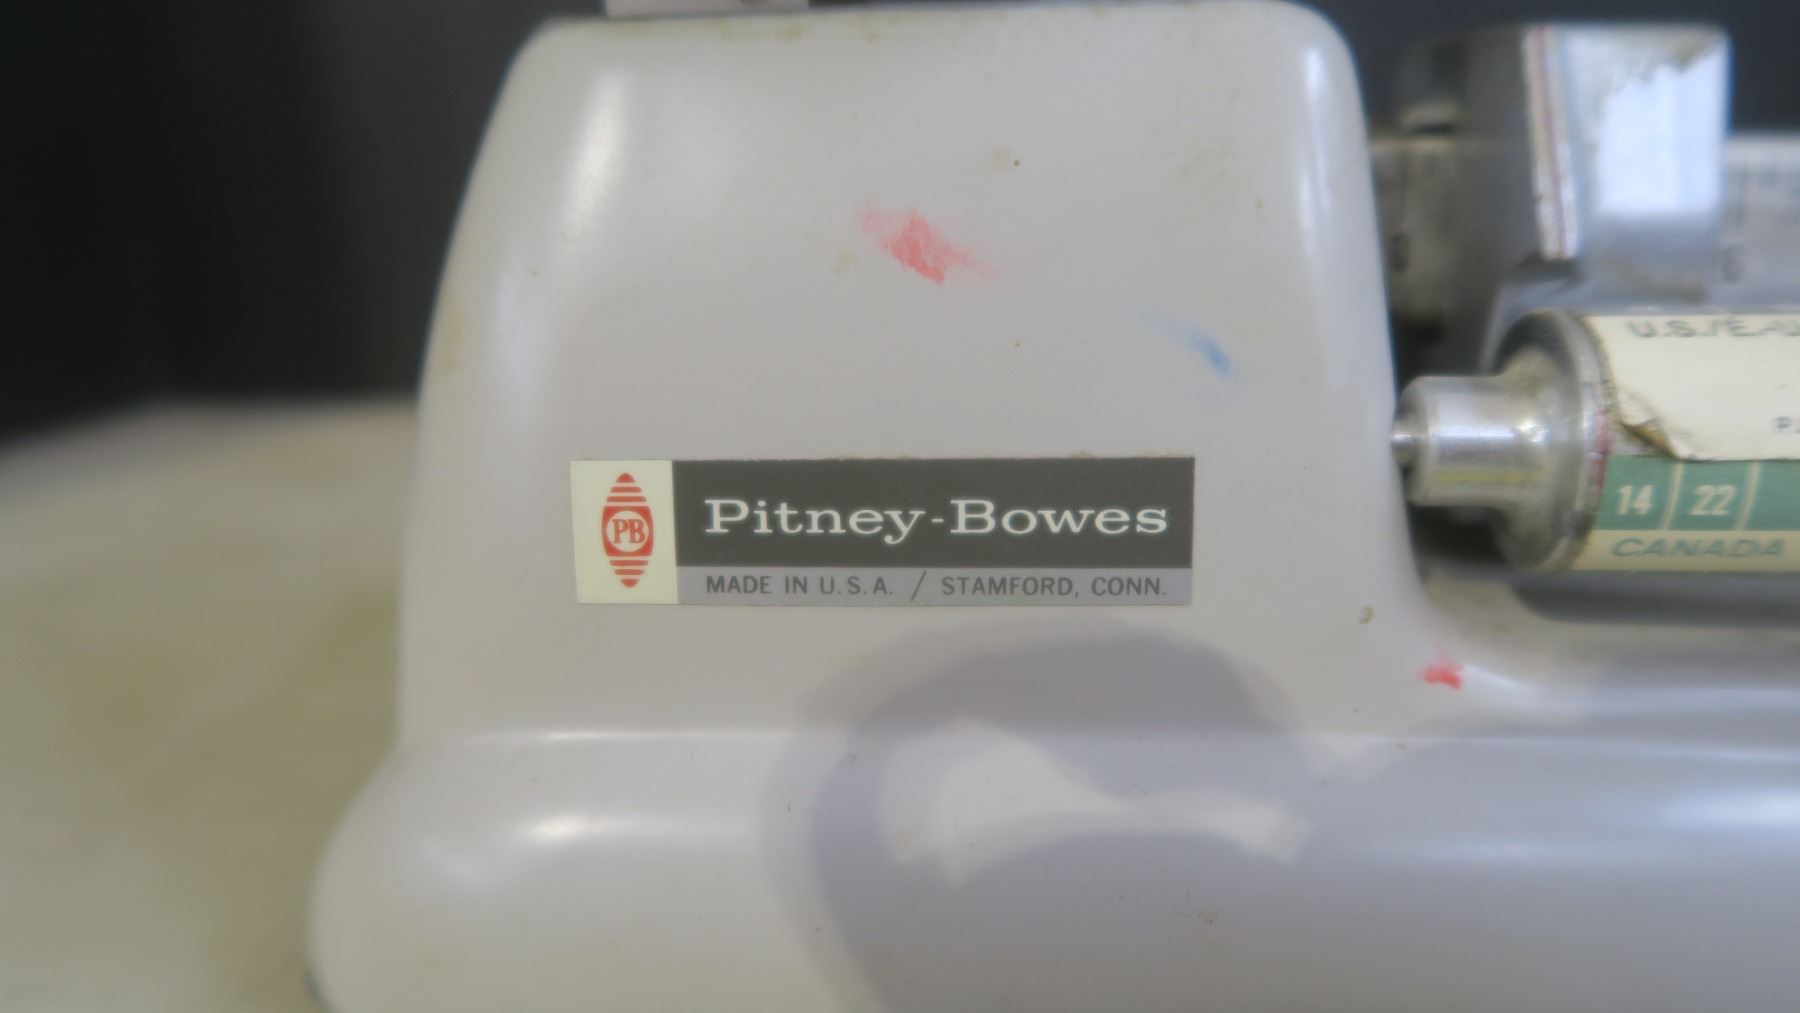 PB
Pitney-Bowes
MADE IN U.S.A. / STAMFORD, CONN.
U.S./E.
14 22
CANADA